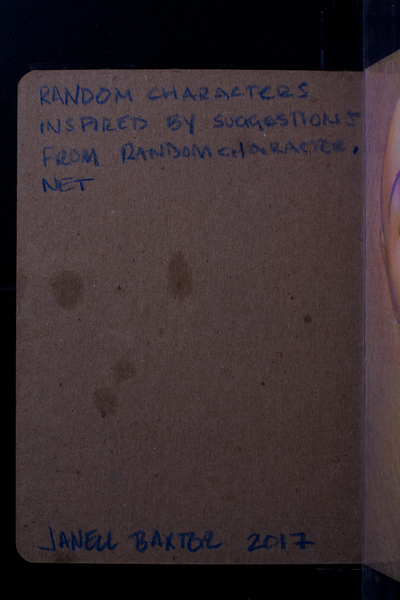 RANDOM CHARACTERS
INSPIRED BY SUGGESTIONS
FROM RANDOMCHARACTER.
NET
JANELL BAXTER 2017